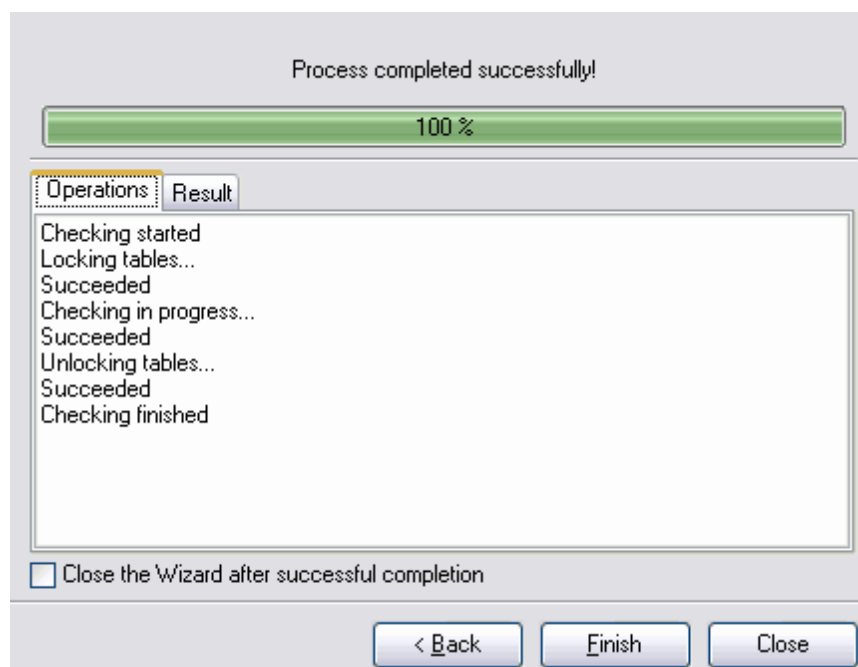 Process completed successfully!
100 %
Operations
Result
Checking started
Locking tables...
Succeeded
Checking in progress...
Succeeded
Unlocking tables...
Succeeded
Checking finished
Close the Wizard after successful completion
< Back
Finish
Close